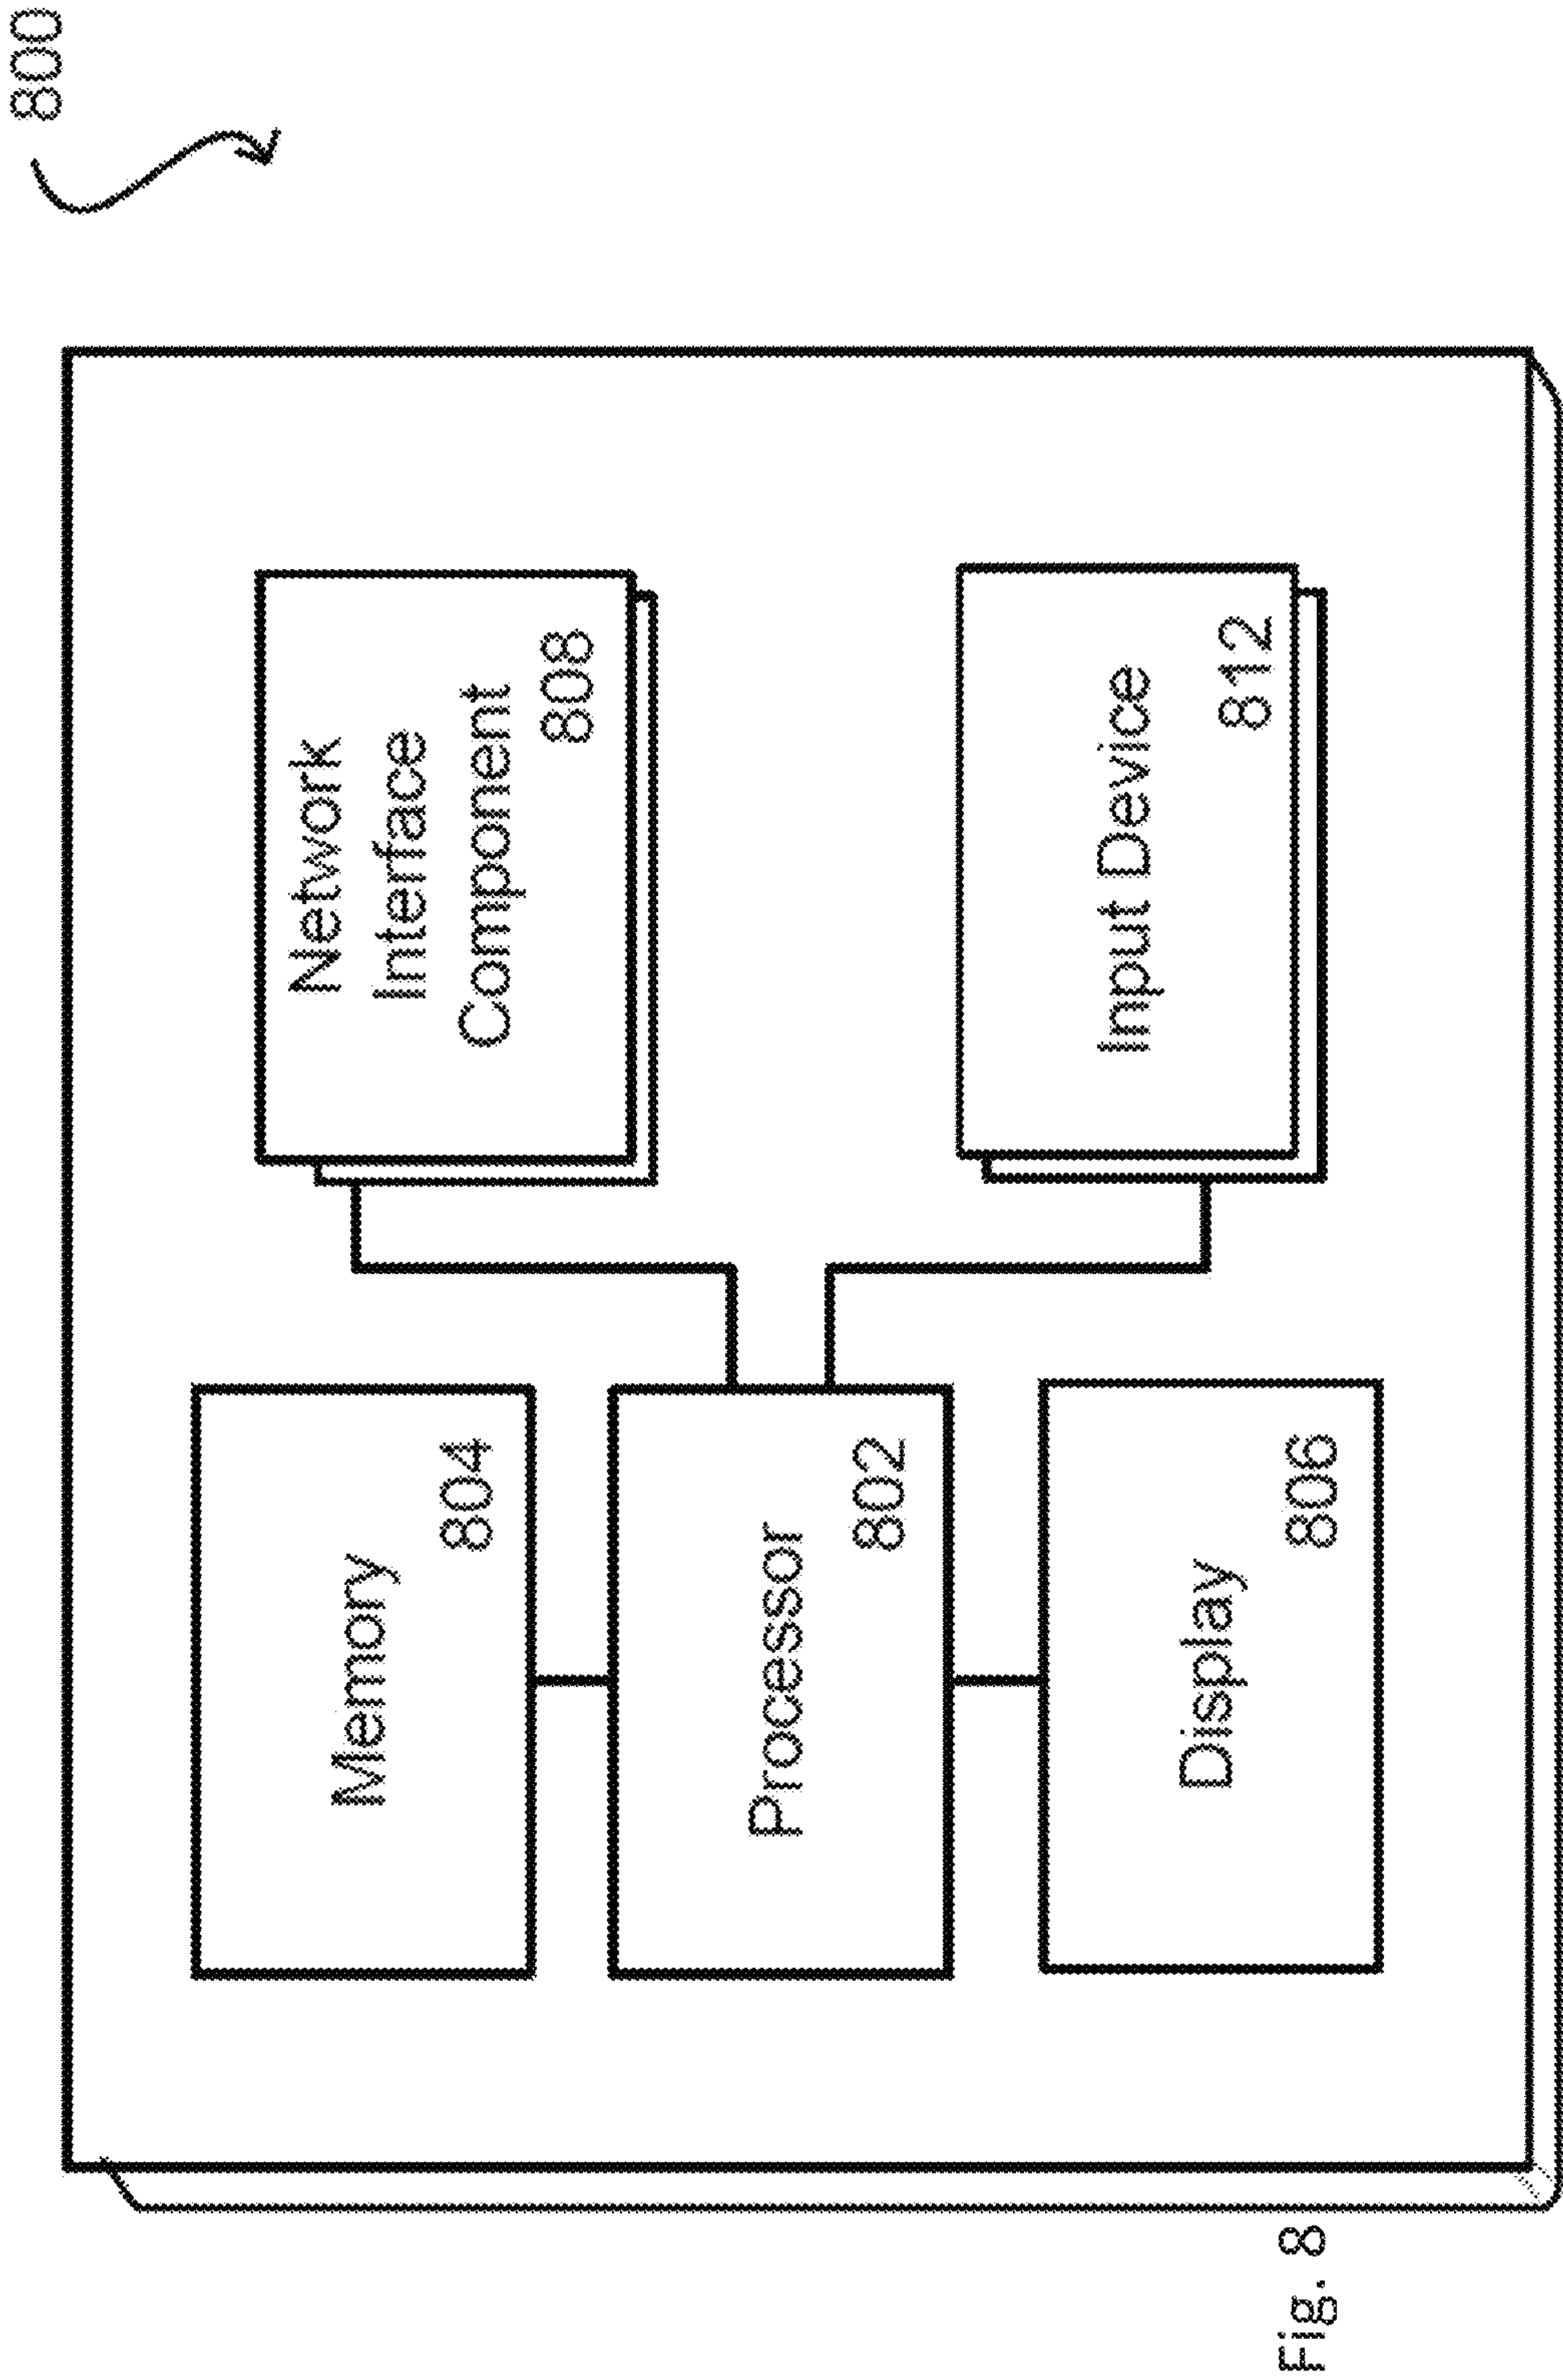 800
Memory
804
Network
Interface
Component
808
Processor
802
Display
806
Input Device
812
Fig. 8